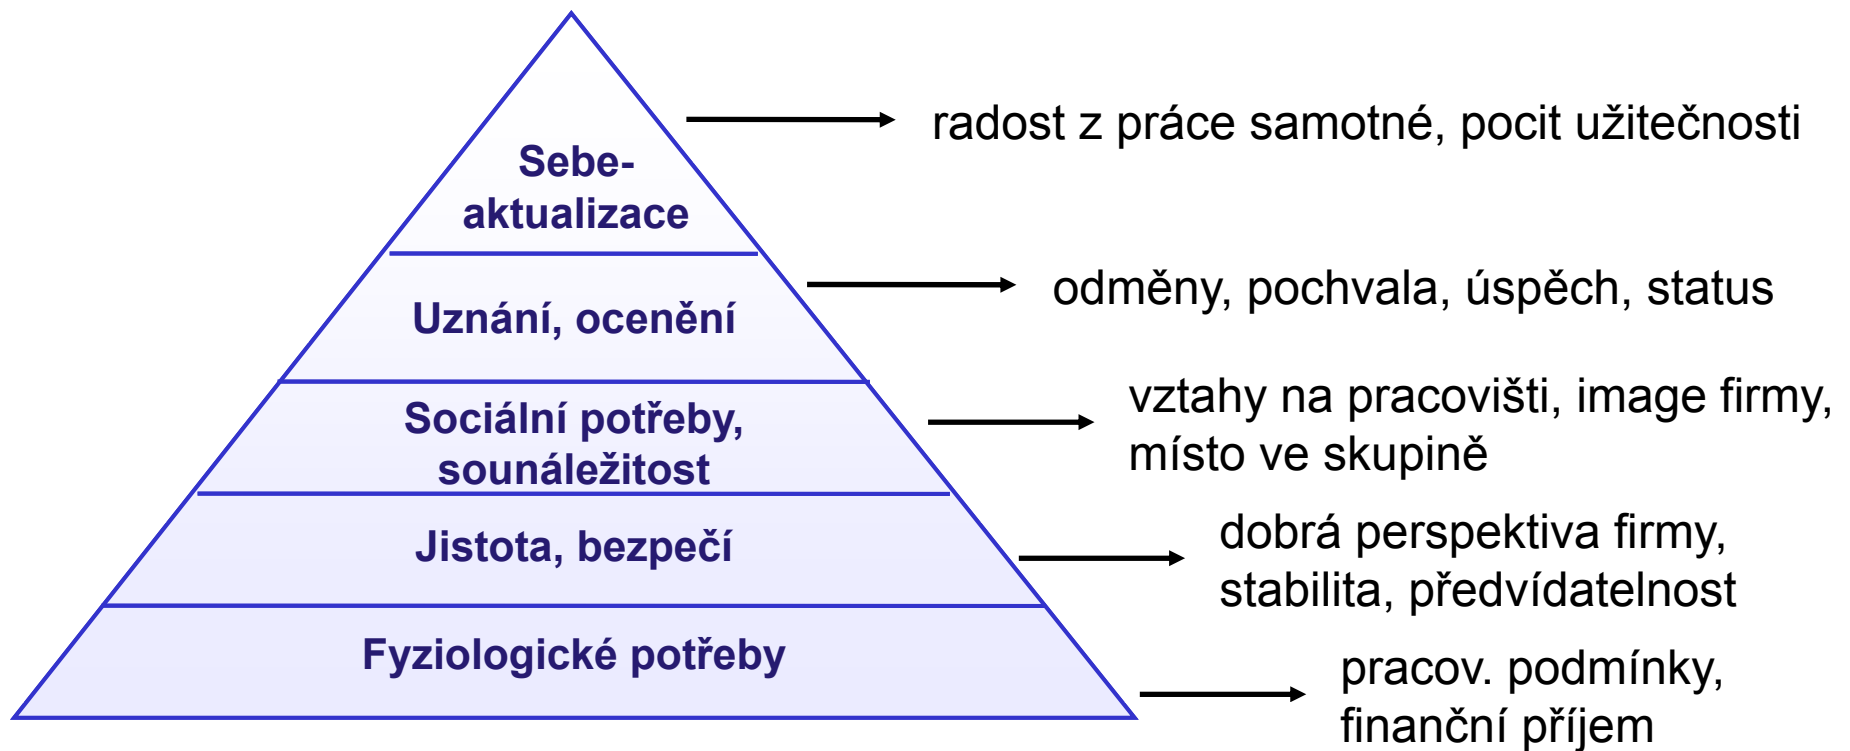 radost z práce samotné, pocit užitečnosti
Sebe-
aktualizace
odměny, pochvala, úspěch, status
Uznání, ocenění
vztahy na pracovišti, image firmy,
místo ve skupině
Sociální potřeby,
sounáležitost
dobrá perspektiva firmy,
stabilita, předvídatelnost
Jistota, bezpečí
Fyziologické potřeby
pracov. podmínky,
finanční příjem